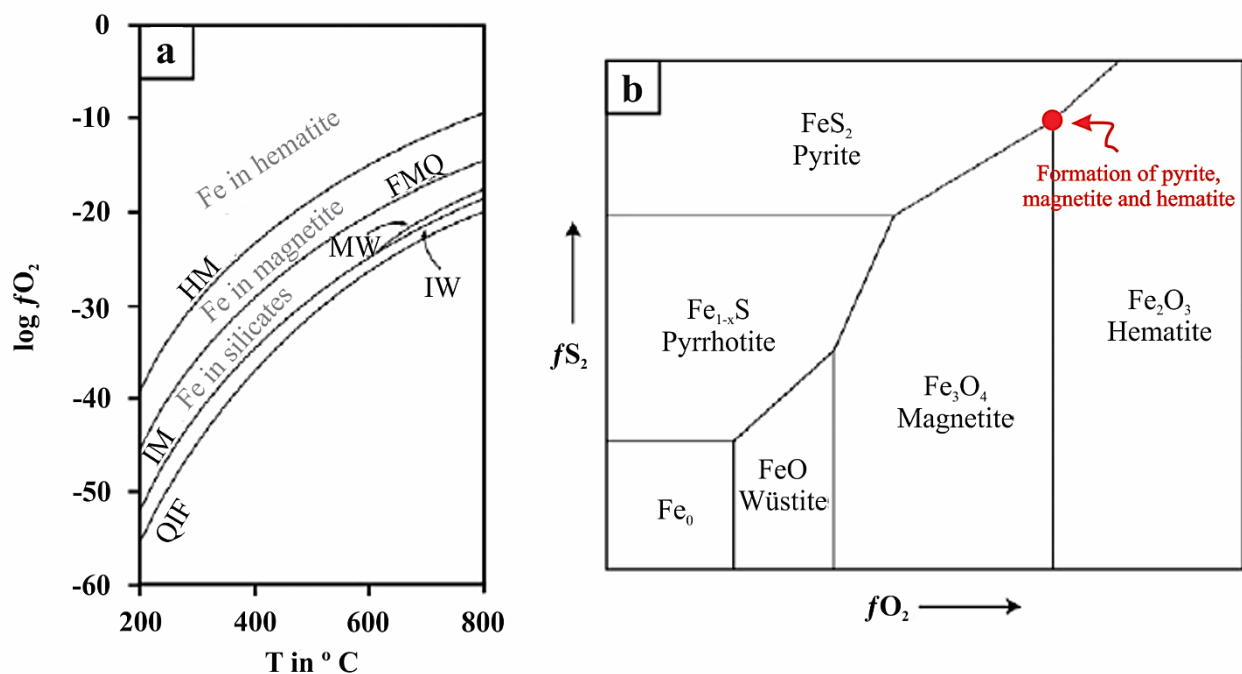 a
0
-10
-20
-30
-40
-50
-60
log fO₂
200
400
600
800
T in º C
Fe in hematite
HM
FMQ
Fe in magnetite
MW
IW
Fe in silicates
IM
QIF
b
FeS₂
Pyrite
Formation of pyrite,
magnetite and hematite
Fe₁₋ₓS
Pyrrhotite
Fe₂O₃
Hematite
Fe₃O₄
Magnetite
FeO
Wüstite
Fe₀
fS₂
fO₂